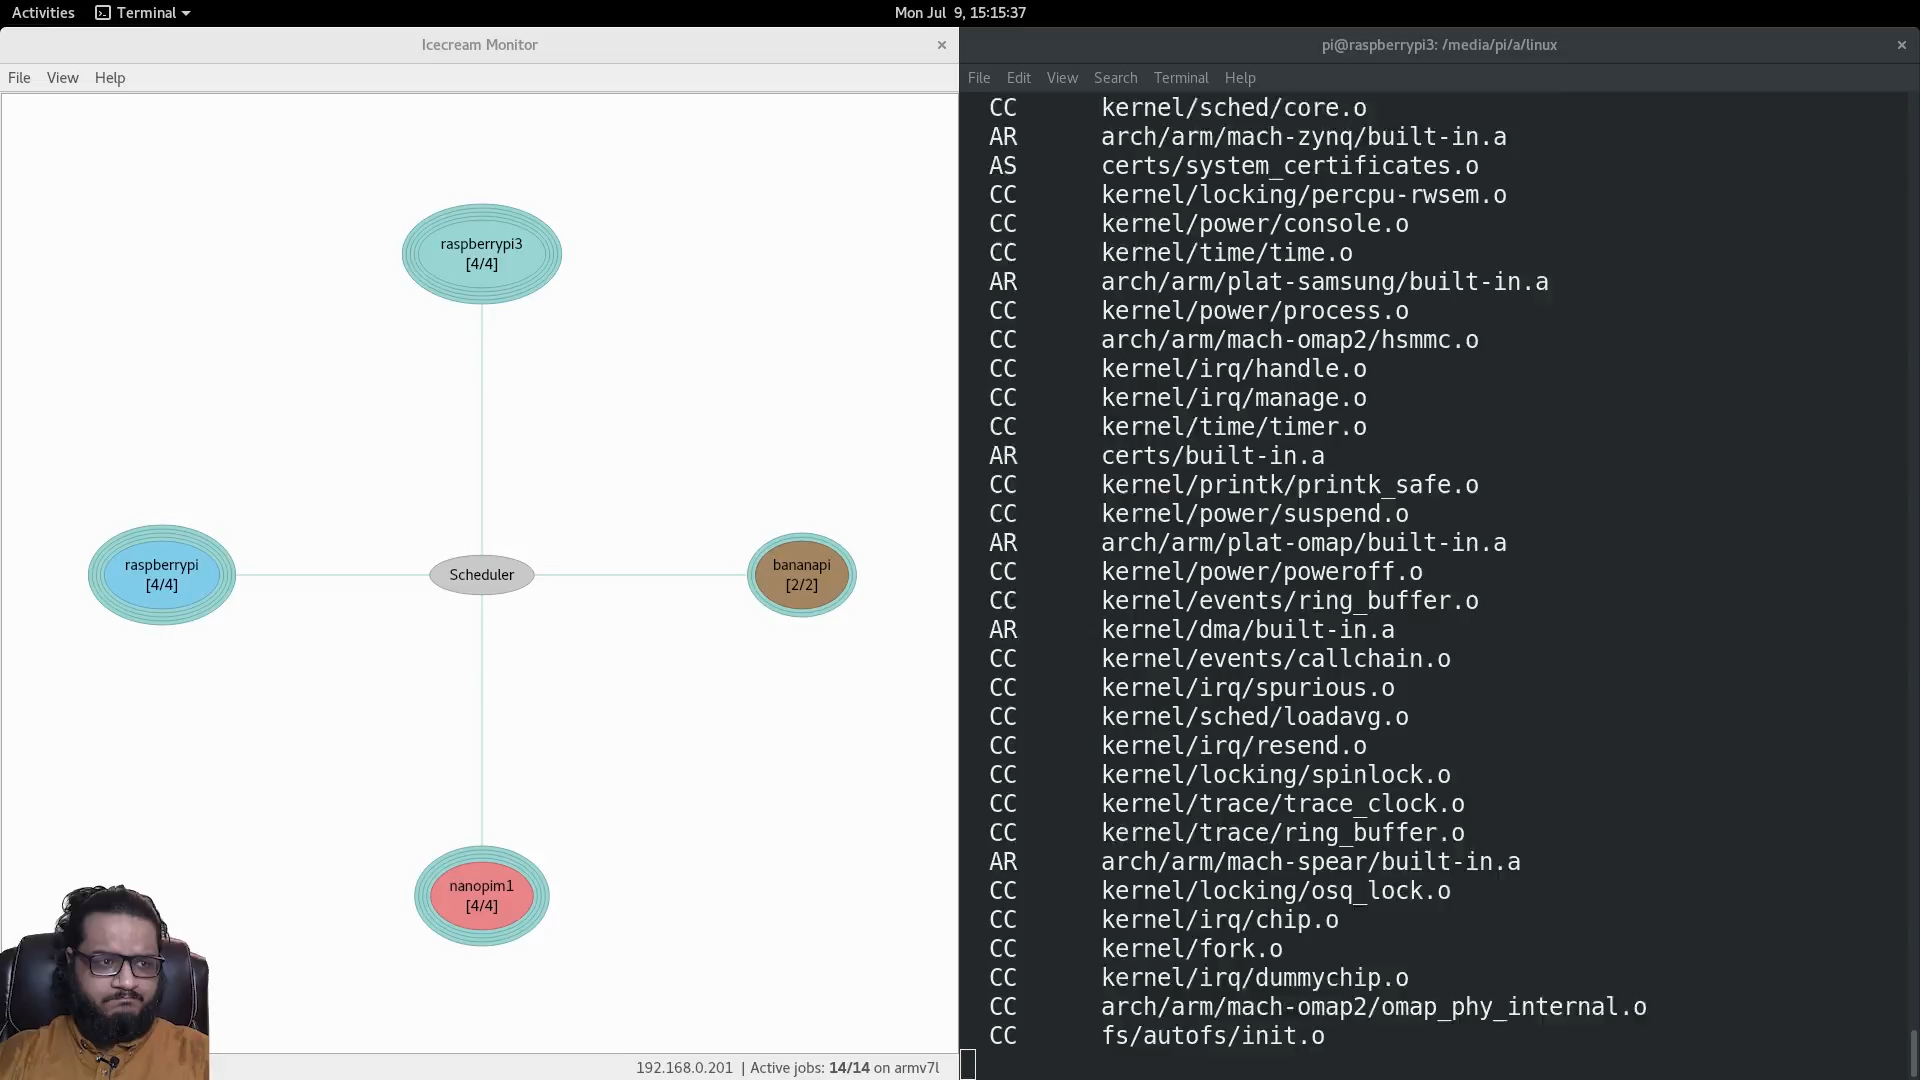 Activities Terminal Mon Jul 9, 15:15:37
Icecream Monitor ×
File View Help
raspberrypi3
[4/4]
raspberrypi
[4/4]
Scheduler
bananapi
[2/2]
nanopim1
[4/4]
192.168.0.201 | Active jobs: 14/14 on armv7l
pi@raspberrypi3: /media/pi/a/linux ×
File Edit View Search Terminal Help
CC kernel/sched/core.o
AR arch/arm/mach-zynq/built-in.a
AS certs/system_certificates.o
CC kernel/locking/percpu-rwsem.o
CC kernel/power/console.o
CC kernel/time/time.o
AR arch/arm/plat-samsung/built-in.a
CC kernel/power/process.o
CC arch/arm/mach-omap2/hsmmc.o
CC kernel/irq/handle.o
CC kernel/irq/manage.o
CC kernel/time/timer.o
AR certs/built-in.a
CC kernel/printk/printk_safe.o
CC kernel/power/suspend.o
AR arch/arm/plat-omap/built-in.a
CC kernel/power/poweroff.o
CC kernel/events/ring_buffer.o
AR kernel/dma/built-in.a
CC kernel/events/callchain.o
CC kernel/irq/spurious.o
CC kernel/sched/loadavg.o
CC kernel/irq/resend.o
CC kernel/locking/spinlock.o
CC kernel/trace/trace_clock.o
CC kernel/trace/ring_buffer.o
AR arch/arm/mach-spear/built-in.a
CC kernel/locking/osq_lock.o
CC kernel/irq/chip.o
CC kernel/fork.o
CC kernel/irq/dummychip.o
CC arch/arm/mach-omap2/omap_phy_internal.o
CC fs/autofs/init.o